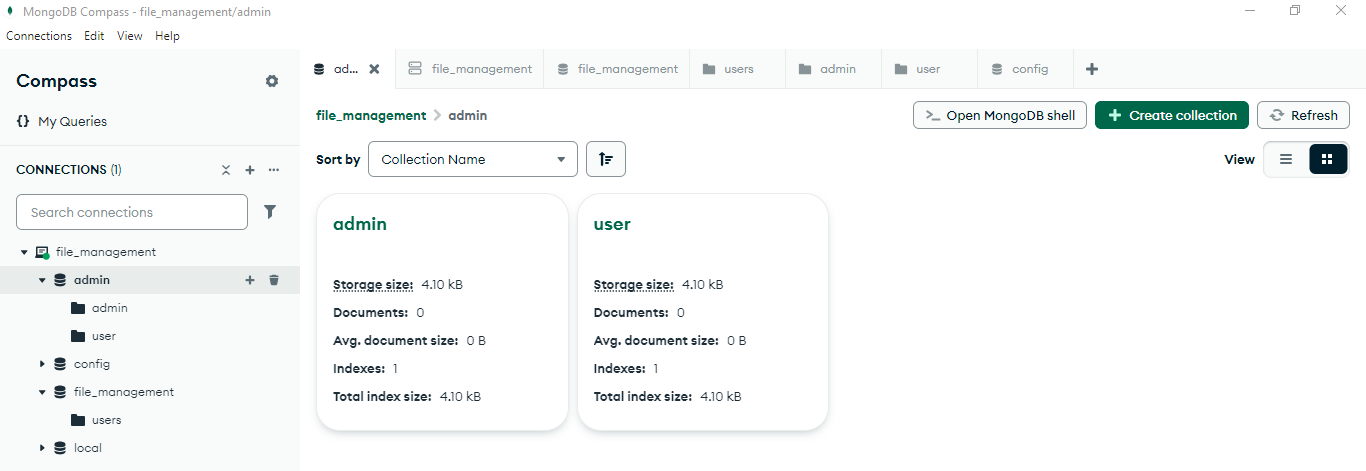 MongoDB Compass - file_management/admin
Connections Edit View Help
Compass
{} My Queries
CONNECTIONS (1)
Search connections
file_management
admin
admin
user
config
file_management
users
local
ad...
file_management
file_management
users
admin
user
config
file_management > admin
>_ Open MongoDB shell
+ Create collection
Refresh
Sort by Collection Name
View
admin
Storage size: 4.10 kB
Documents: 0
Avg. document size: 0 B
Indexes: 1
Total index size: 4.10 kB
user
Storage size: 4.10 kB
Documents: 0
Avg. document size: 0 B
Indexes: 1
Total index size: 4.10 kB